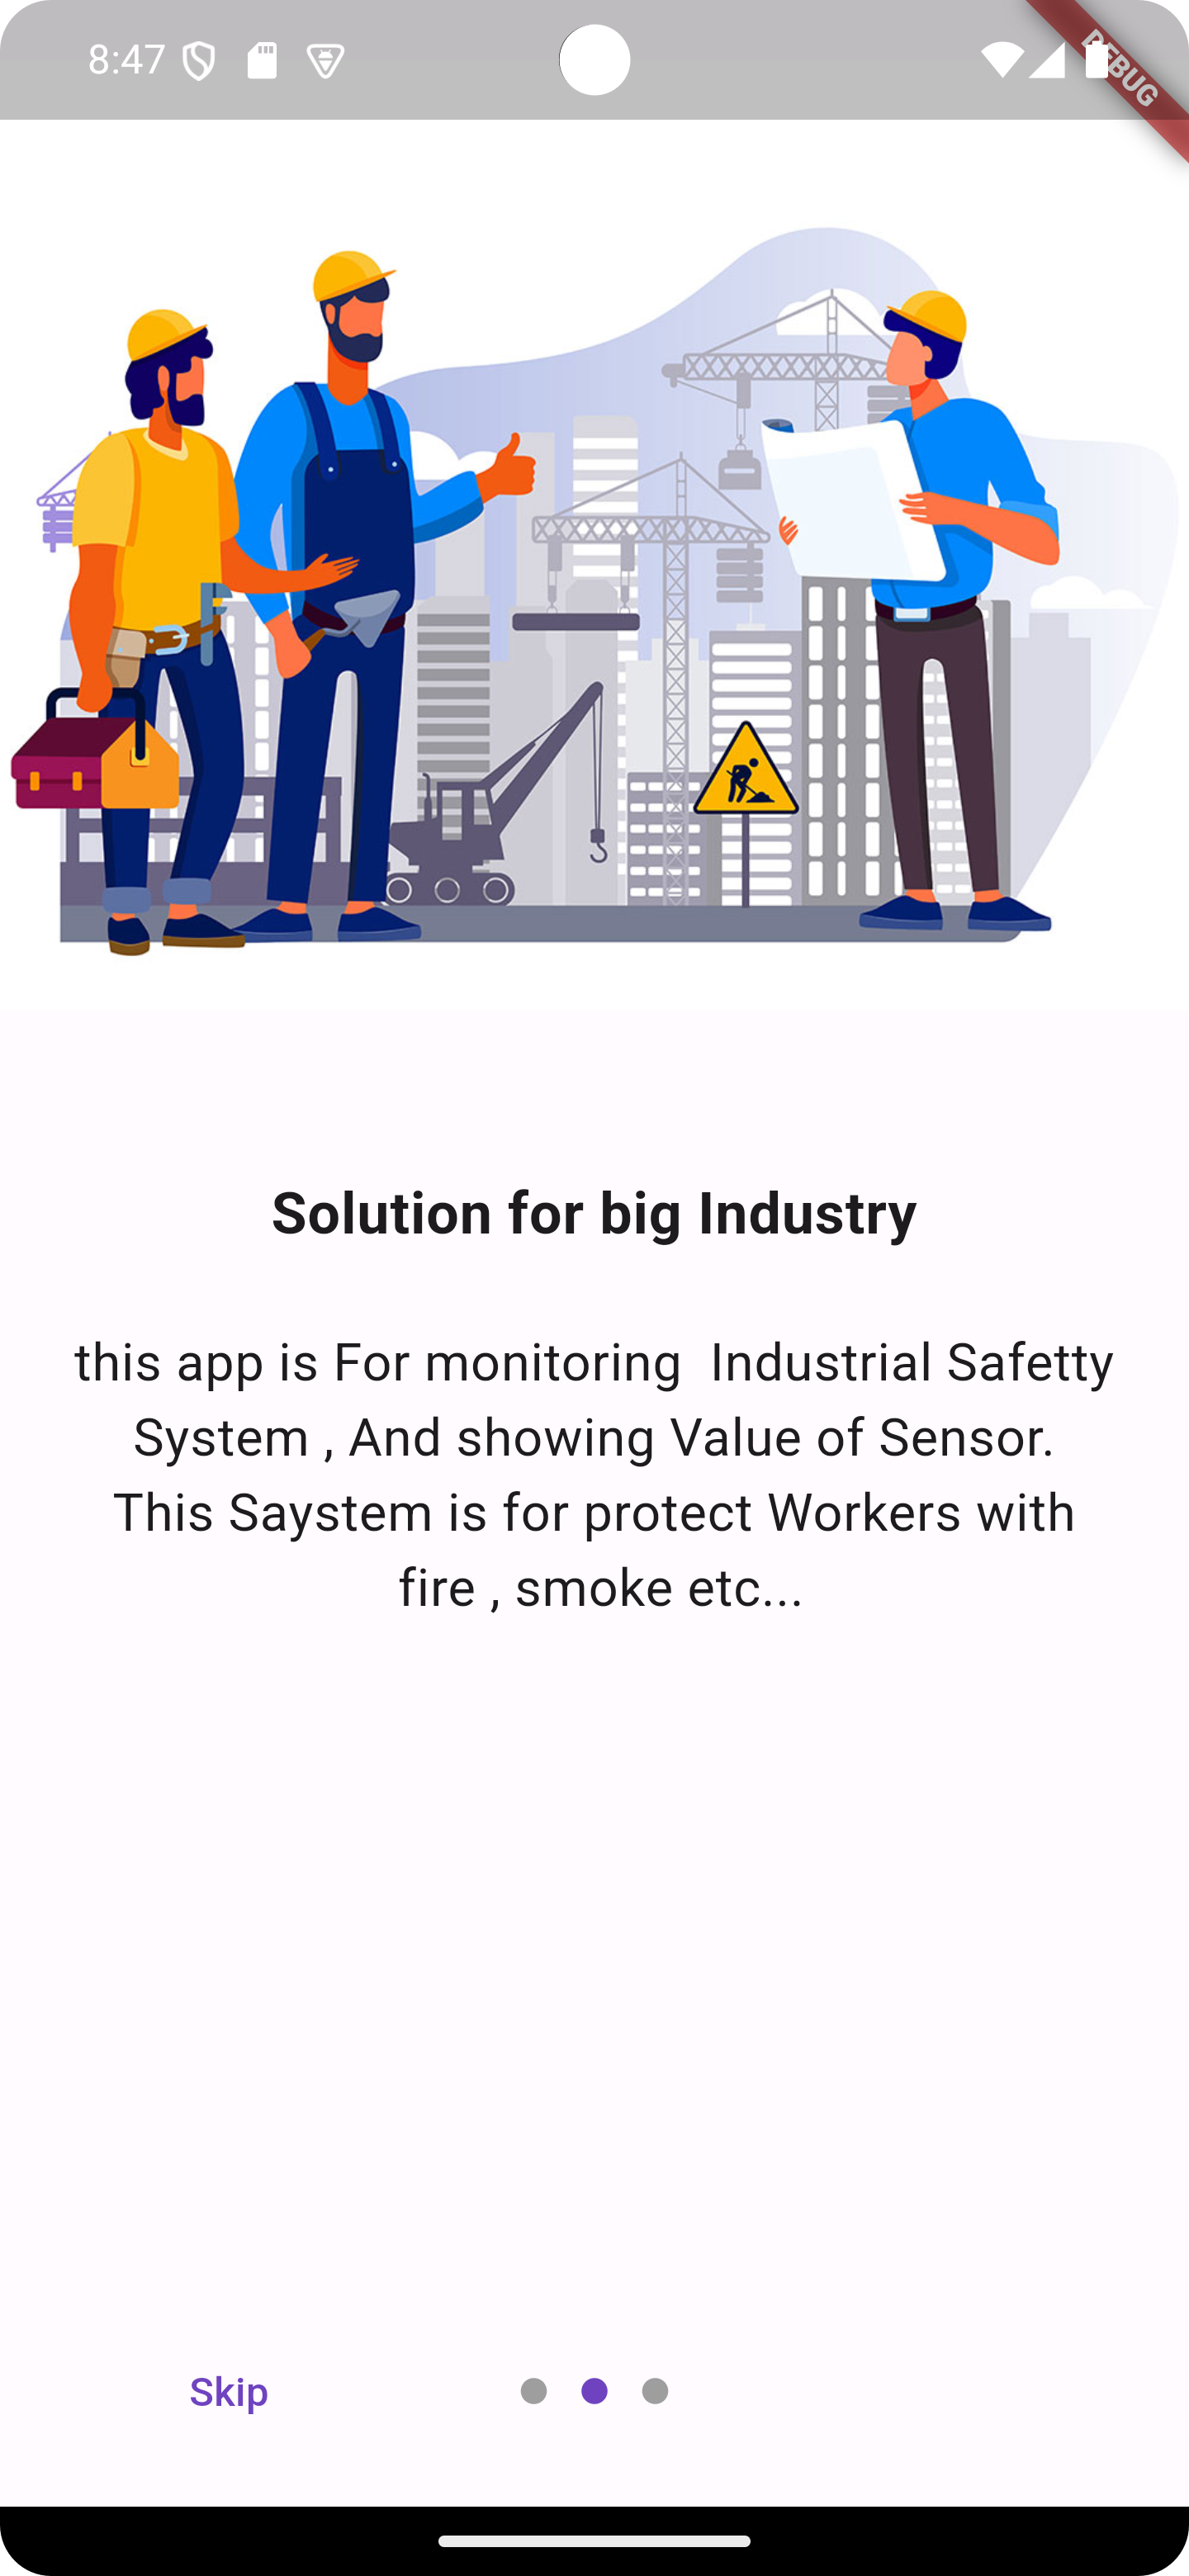 8:47
DEBUG
Solution for big Industry
this app is For monitoring  Industrial Safetty
System , And showing Value of Sensor.
This Saystem is for protect Workers with
fire , smoke etc...
Skip